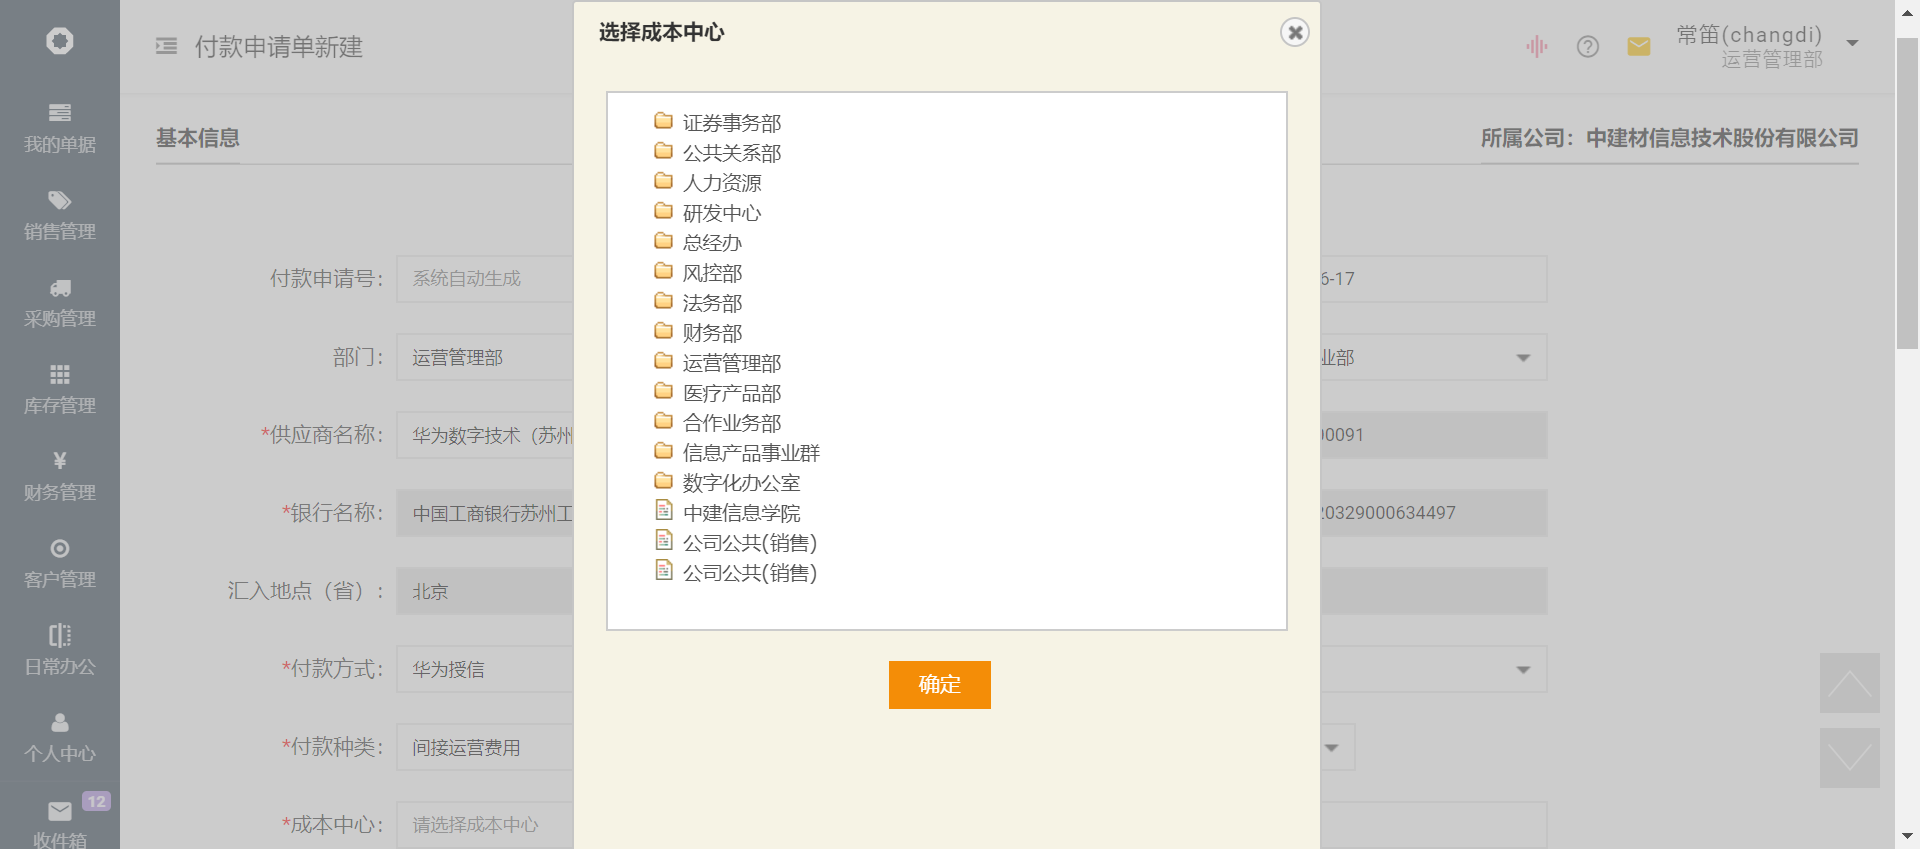 选择成本中心
付款申请单新建
常笛(changdi)
运营管理部
我的单据
销售管理
采购管理
库存管理
¥
财务管理
客户管理
日常办公
个人中心
12
收件箱
基本信息
所属公司：中建材信息技术股份有限公司
付款申请号：
系统自动生成
6-17
部门：
运营管理部
业部
*供应商名称：
华为数字技术（苏州
00091
*银行名称：
中国工商银行苏州工
20329000634497
汇入地点（省）：
北京
*付款方式：
华为授信
*付款种类：
间接运营费用
*成本中心：
请选择成本中心
证券事务部
公共关系部
人力资源
研发中心
总经办
风控部
法务部
财务部
运营管理部
医疗产品部
合作业务部
信息产品事业群
数字化办公室
中建信息学院
公司公共(销售)
公司公共(销售)
确定